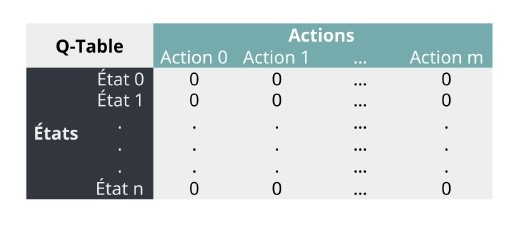 Q-Table
Actions
Action 0 Action 1 ... Action m
États
État 0 0 0 ... 0
État 1 0 0 ... 0
. . . ... .
. . . ... .
. . . ... .
État n 0 0 ... 0